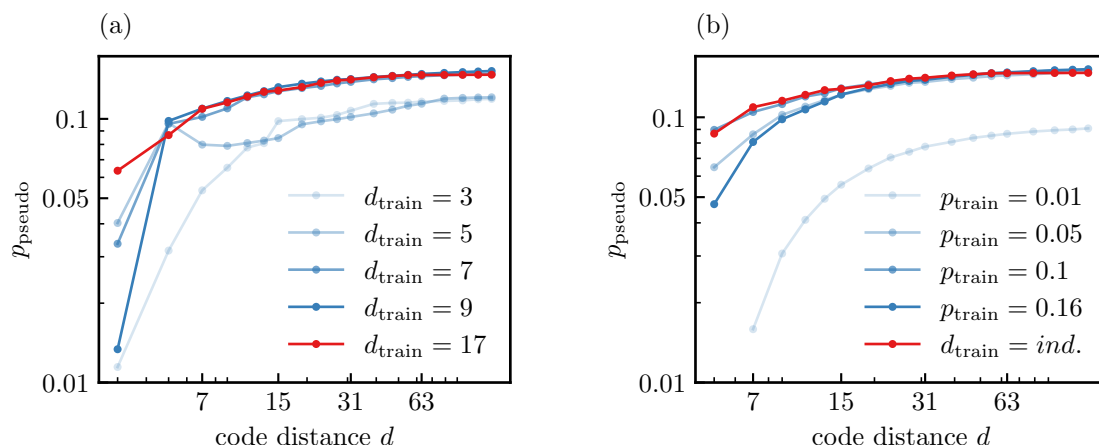 (a)
0.1
0.05
0.01
p_pseudo
7 15 31 63
code distance d
d_train = 3
d_train = 5
d_train = 7
d_train = 9
d_train = 17
(b)
0.1
0.05
0.01
p_pseudo
7 15 31 63
code distance d
p_train = 0.01
p_train = 0.05
p_train = 0.1
p_train = 0.16
d_train = ind.